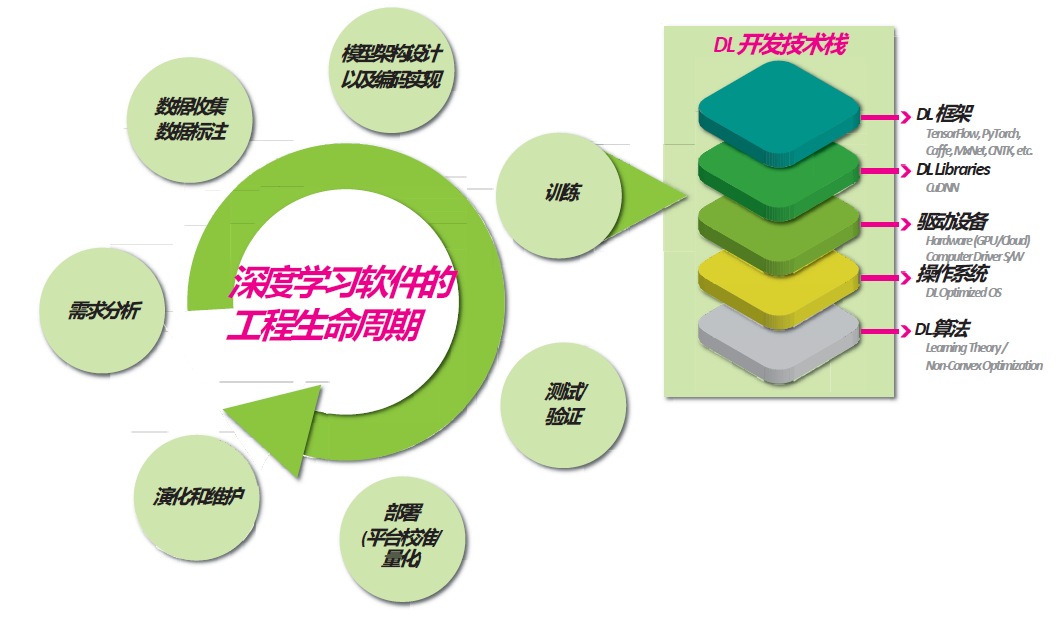 模型架构设计
以及编码实现
数据收集
数据标注
训练
需求分析
深度学习软件的
工程生命周期
测试/
验证
演化和维护
部署
(平台校准/
量化)
DL 开发技术栈
DL 框架
TensorFlow, PyTorch,
Caffe, MxNet, CNTK, etc.
DL Libraries
CuDNN
驱动设备
Hardware (GPU/Cloud)
Computer Driver S/W
操作系统
DL Optimized OS
DL算法
Learning Theory /
Non-Convex Optimization